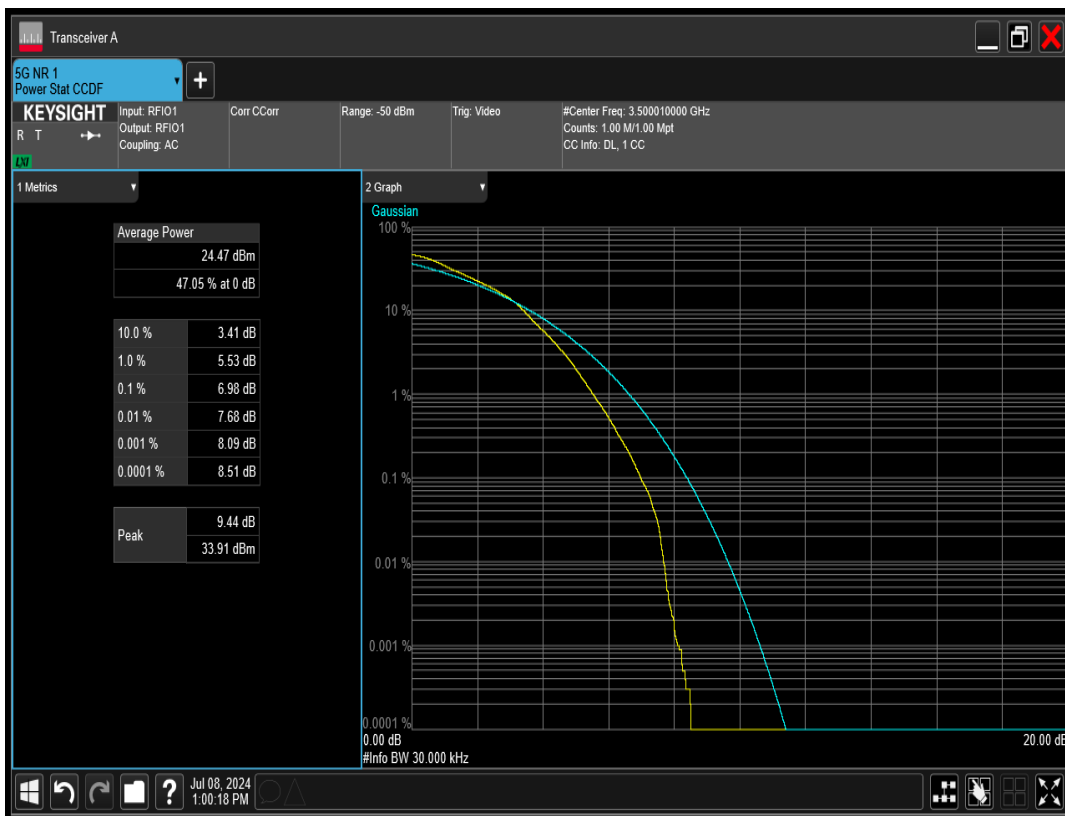 Transceiver A
5G NR 1
Power Stat CCDF
+
KEYSIGHT
R T
LXI
Input: RFIO1
Output: RFIO1
Coupling: AC
Corr CCorr
Range: -50 dBm
Trig: Video
#Center Freq: 3.500010000 GHz
Counts: 1.00 M/1.00 Mpt
CC Info: DL, 1 CC
1 Metrics
Average Power
24.47 dBm
47.05 % at 0 dB
10.0 % 3.41 dB
1.0 % 5.53 dB
0.1 % 6.98 dB
0.01 % 7.68 dB
0.001 % 8.09 dB
0.0001 % 8.51 dB
Peak
9.44 dB
33.91 dBm
2 Graph
Gaussian
100 %
10 %
1 %
0.1 %
0.01 %
0.001 %
0.0001 %
0.00 dB
20.00 dB
#Info BW 30.000 kHz
?
Jul 08, 2024
1:00:18 PM